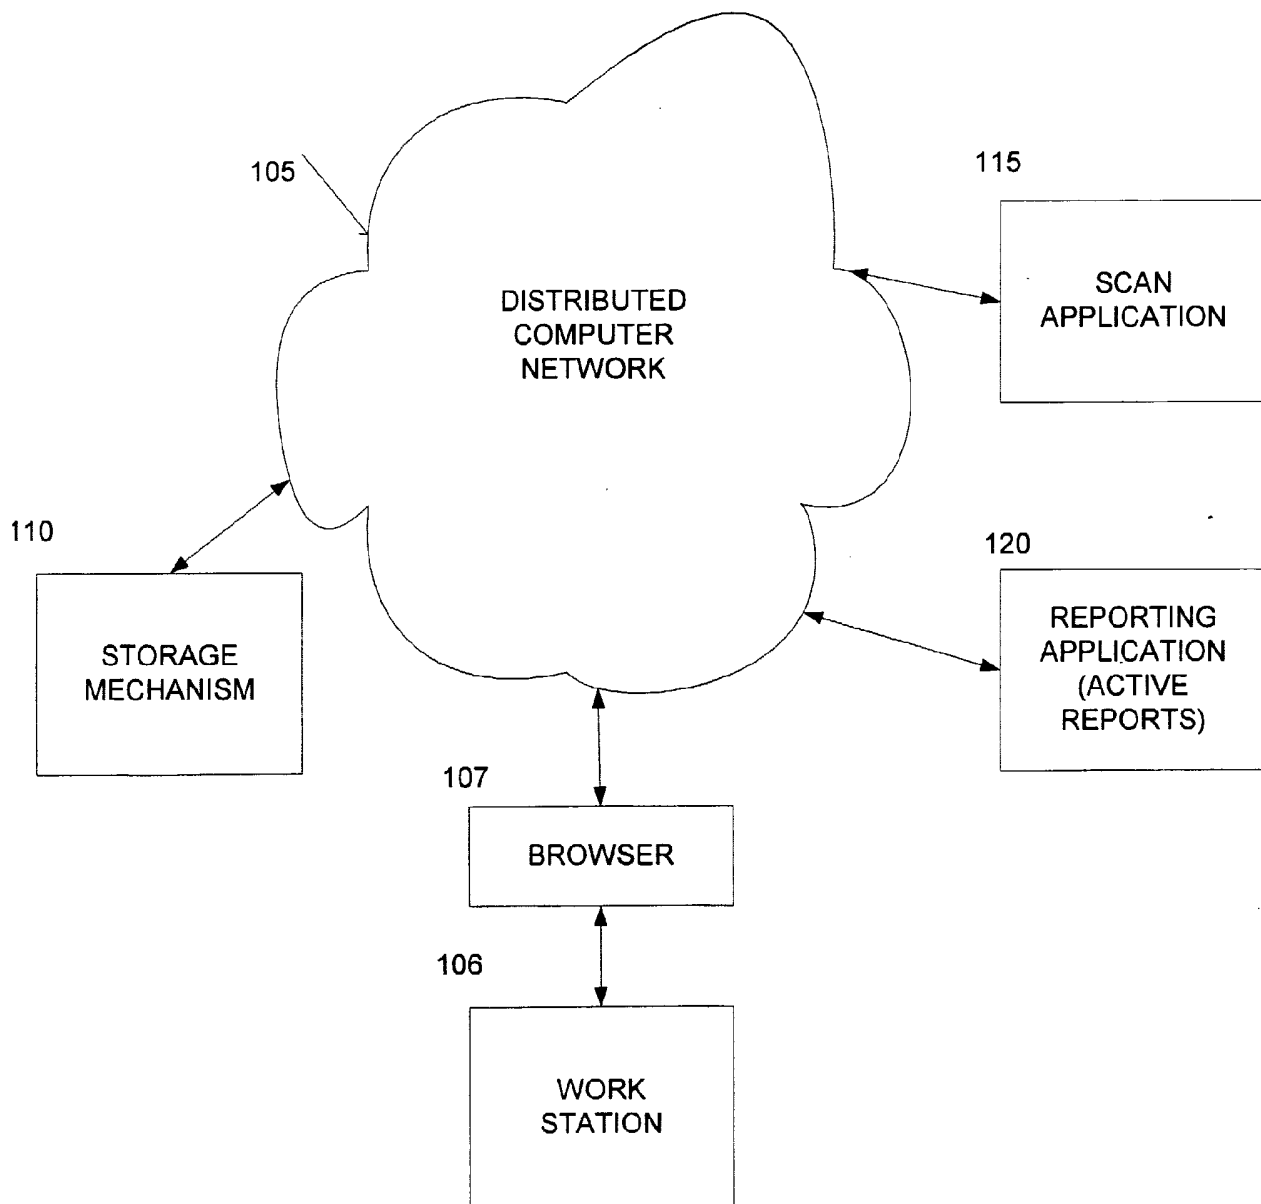 105
115
SCAN
APPLICATION
DISTRIBUTED
COMPUTER
NETWORK
110
STORAGE
MECHANISM
120
REPORTING
APPLICATION
(ACTIVE
REPORTS)
107
BROWSER
106
WORK
STATION